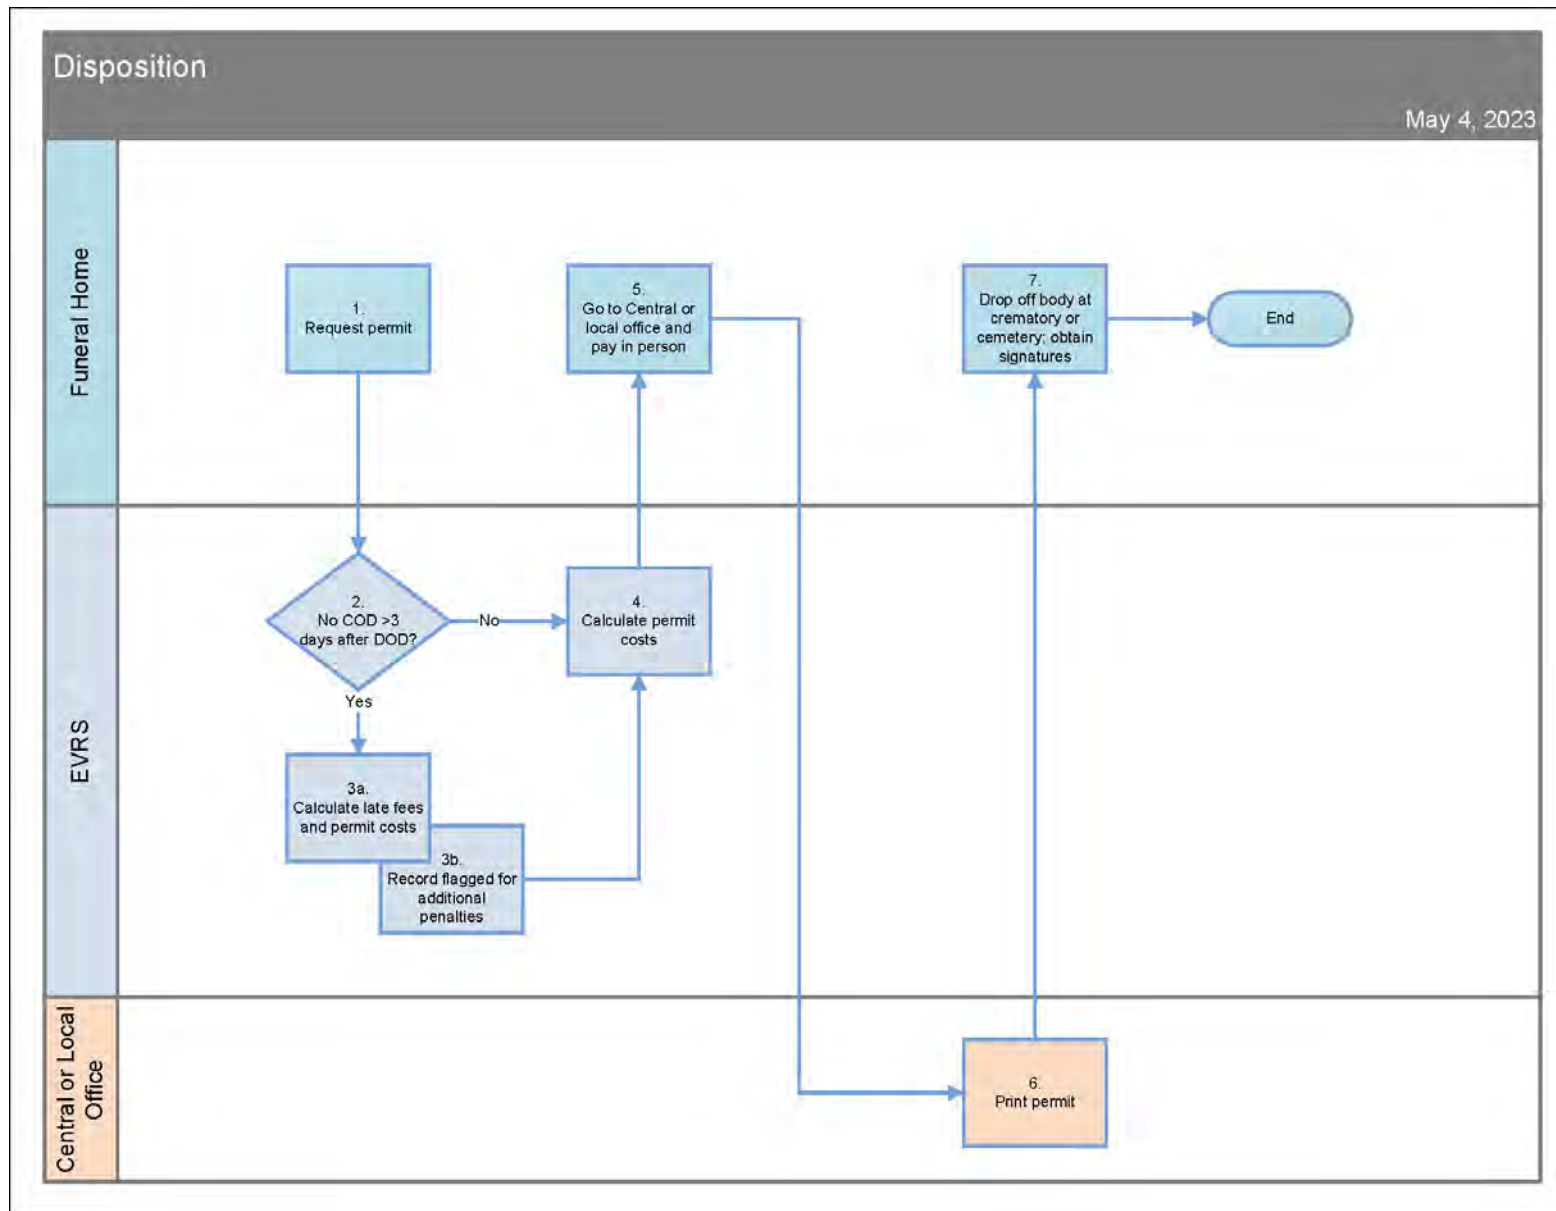 Disposition
May 4, 2023
Funeral Home
1.
Request permit
5.
Go to Central or
local office and
pay in person
7.
Drop off body at
crematory or
cemetery; obtain
signatures
End
EVRS
2.
No COD >3
days after DOD?
No
4.
Calculate permit
costs
Yes
3a.
Calculate late fees
and permit costs
3b.
Record flagged for
additional
penalties
Central or Local
Office
6.
Print permit